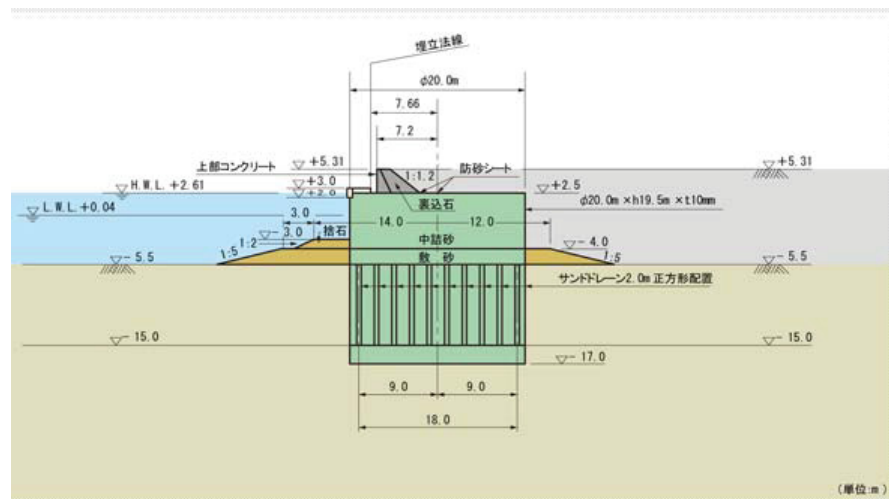 埋立法線
φ20.0m
7.66
7.2
上部コンクリート
+5.31
1:1.2
防砂シート
+5.31
H.W.L. +2.61
+3.0
+2.0
+2.5
L.W.L. +0.04
裏込石
φ20.0m×h19.5m×t10mm
3.0
14.0
12.0
-3.0
捨石
中詰砂
-4.0
1:2
1:5
敷 砂
1:5
-5.5
-5.5
サンドドレーン2.0m正方形配置
-15.0
-15.0
-17.0
9.0
9.0
18.0
(単位:m)